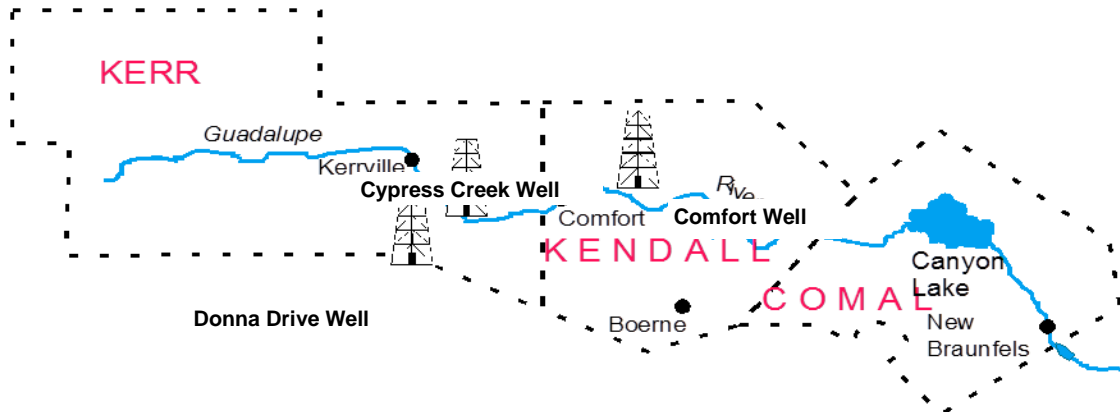 KERR
Guadalupe
Kerrville
Cypress Creek Well
River
Comfort
Comfort Well
KENDALL
Canyon
Lake
COMAL
Donna Drive Well
Boerne
New
Braunfels